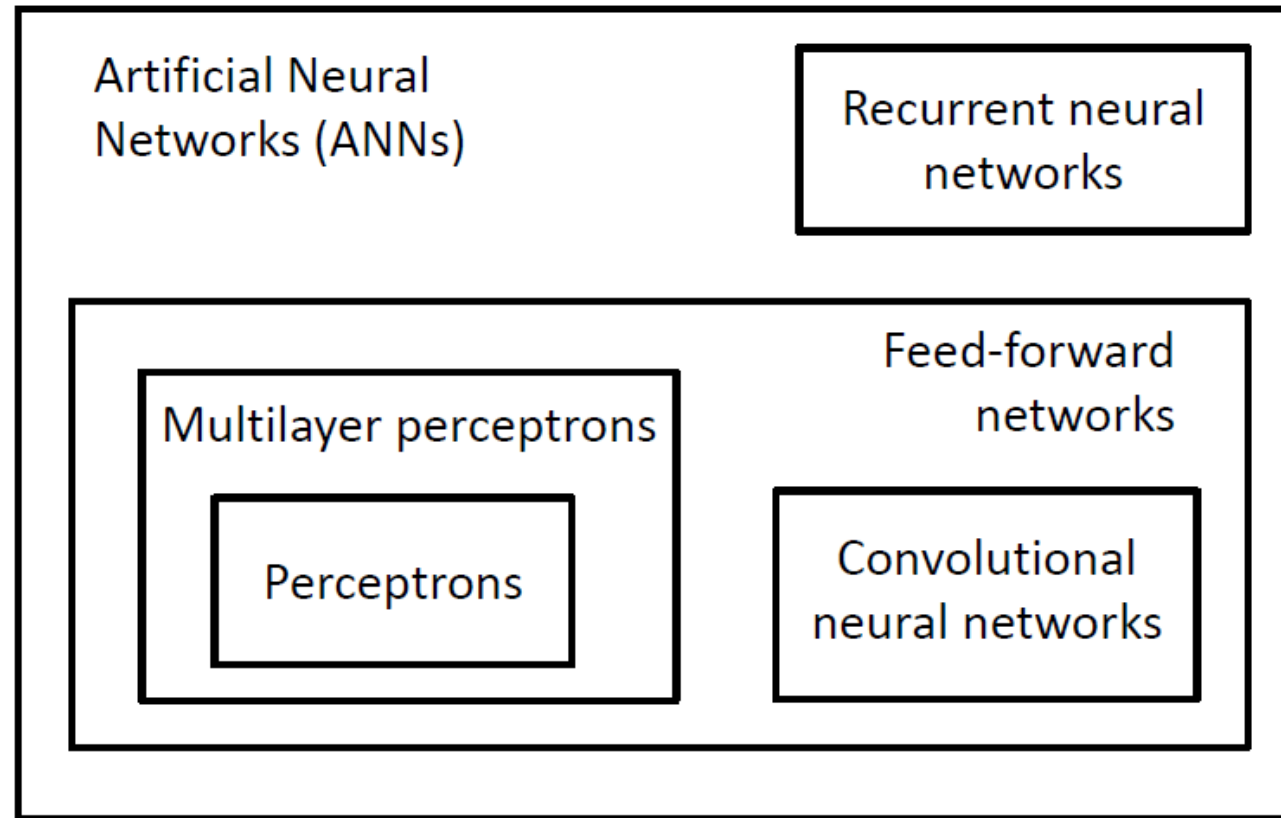 Artificial Neural
Networks (ANNs)
Recurrent neural
networks
Feed-forward
networks
Multilayer perceptrons
Perceptrons
Convolutional
neural networks